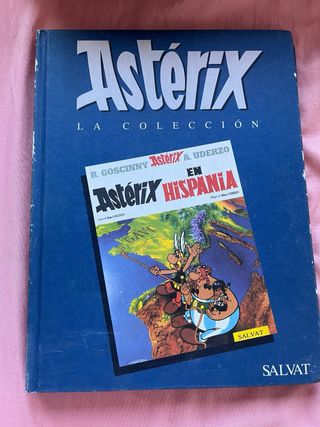 Astérix
LA COLECCIÓN
R. GOSCINNY Astérix A. UDERZO
Astérix
EN
HISPANIA
SALVAT
SALVAT